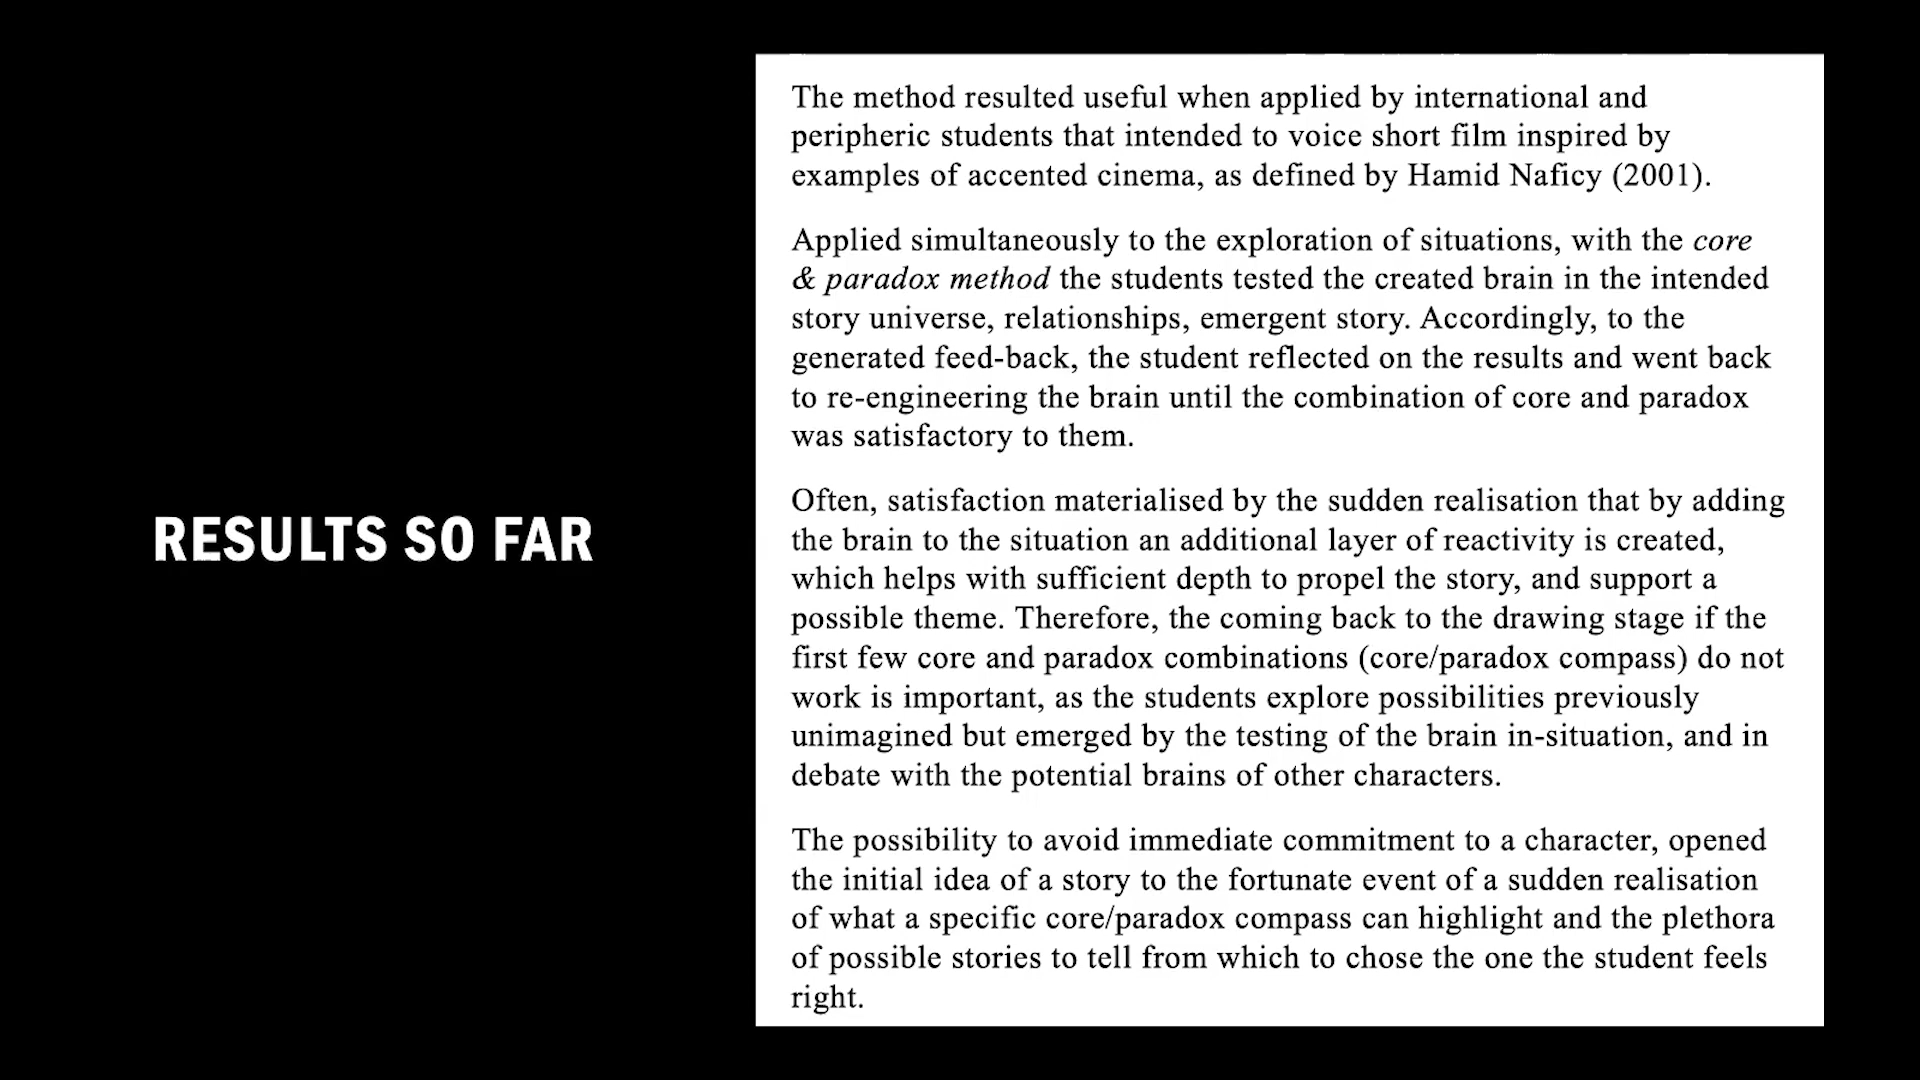 RESULTS SO FAR
The method resulted useful when applied by international and
peripheric students that intended to voice short film inspired by
examples of accented cinema, as defined by Hamid Naficy (2001).
Applied simultaneously to the exploration of situations, with the core
& paradox method the students tested the created brain in the intended
story universe, relationships, emergent story. Accordingly, to the
generated feed-back, the student reflected on the results and went back
to re-engineering the brain until the combination of core and paradox
was satisfactory to them.
Often, satisfaction materialised by the sudden realisation that by adding
the brain to the situation an additional layer of reactivity is created,
which helps with sufficient depth to propel the story, and support a
possible theme. Therefore, the coming back to the drawing stage if the
first few core and paradox combinations (core/paradox compass) do not
work is important, as the students explore possibilities previously
unimagined but emerged by the testing of the brain in-situation, and in
debate with the potential brains of other characters.
The possibility to avoid immediate commitment to a character, opened
the initial idea of a story to the fortunate event of a sudden realisation
of what a specific core/paradox compass can highlight and the plethora
of possible stories to tell from which to chose the one the student feels
right.